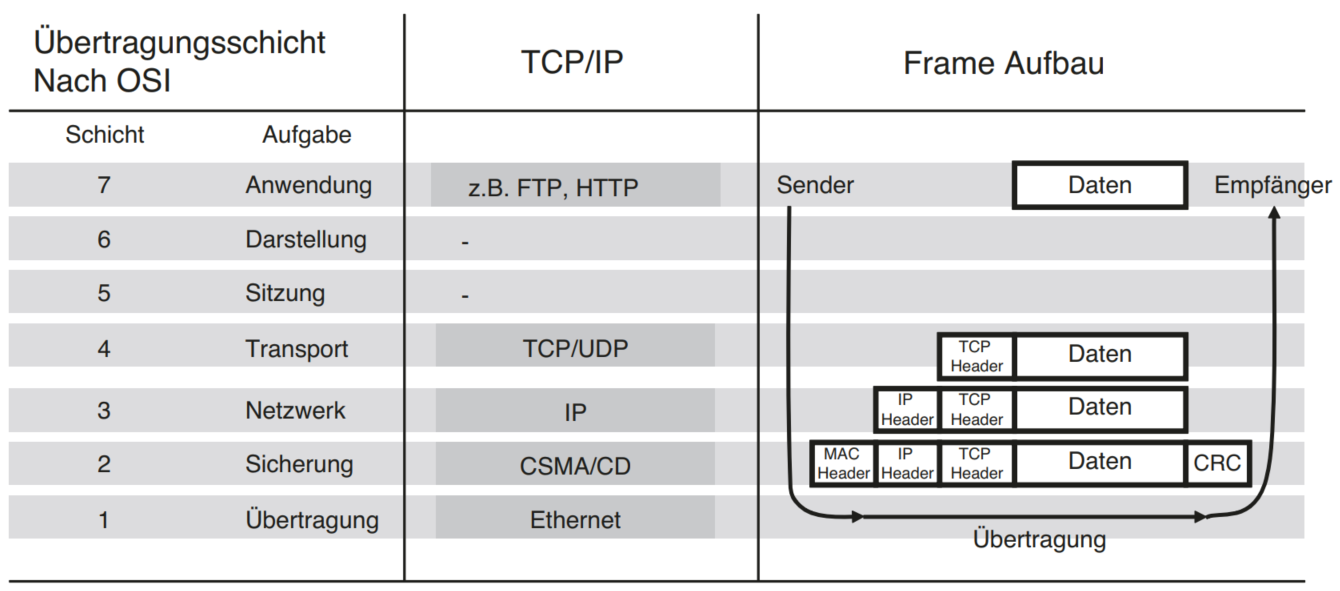 Übertragungsschicht
Nach OSI
TCP/IP
Frame Aufbau
Schicht Aufgabe
7 Anwendung z.B. FTP, HTTP Sender Daten Empfänger
6 Darstellung -
5 Sitzung -
4 Transport TCP/UDP TCP Header Daten
3 Netzwerk IP IP Header TCP Header Daten
2 Sicherung CSMA/CD MAC Header IP Header TCP Header Daten CRC
1 Übertragung Ethernet
Übertragung